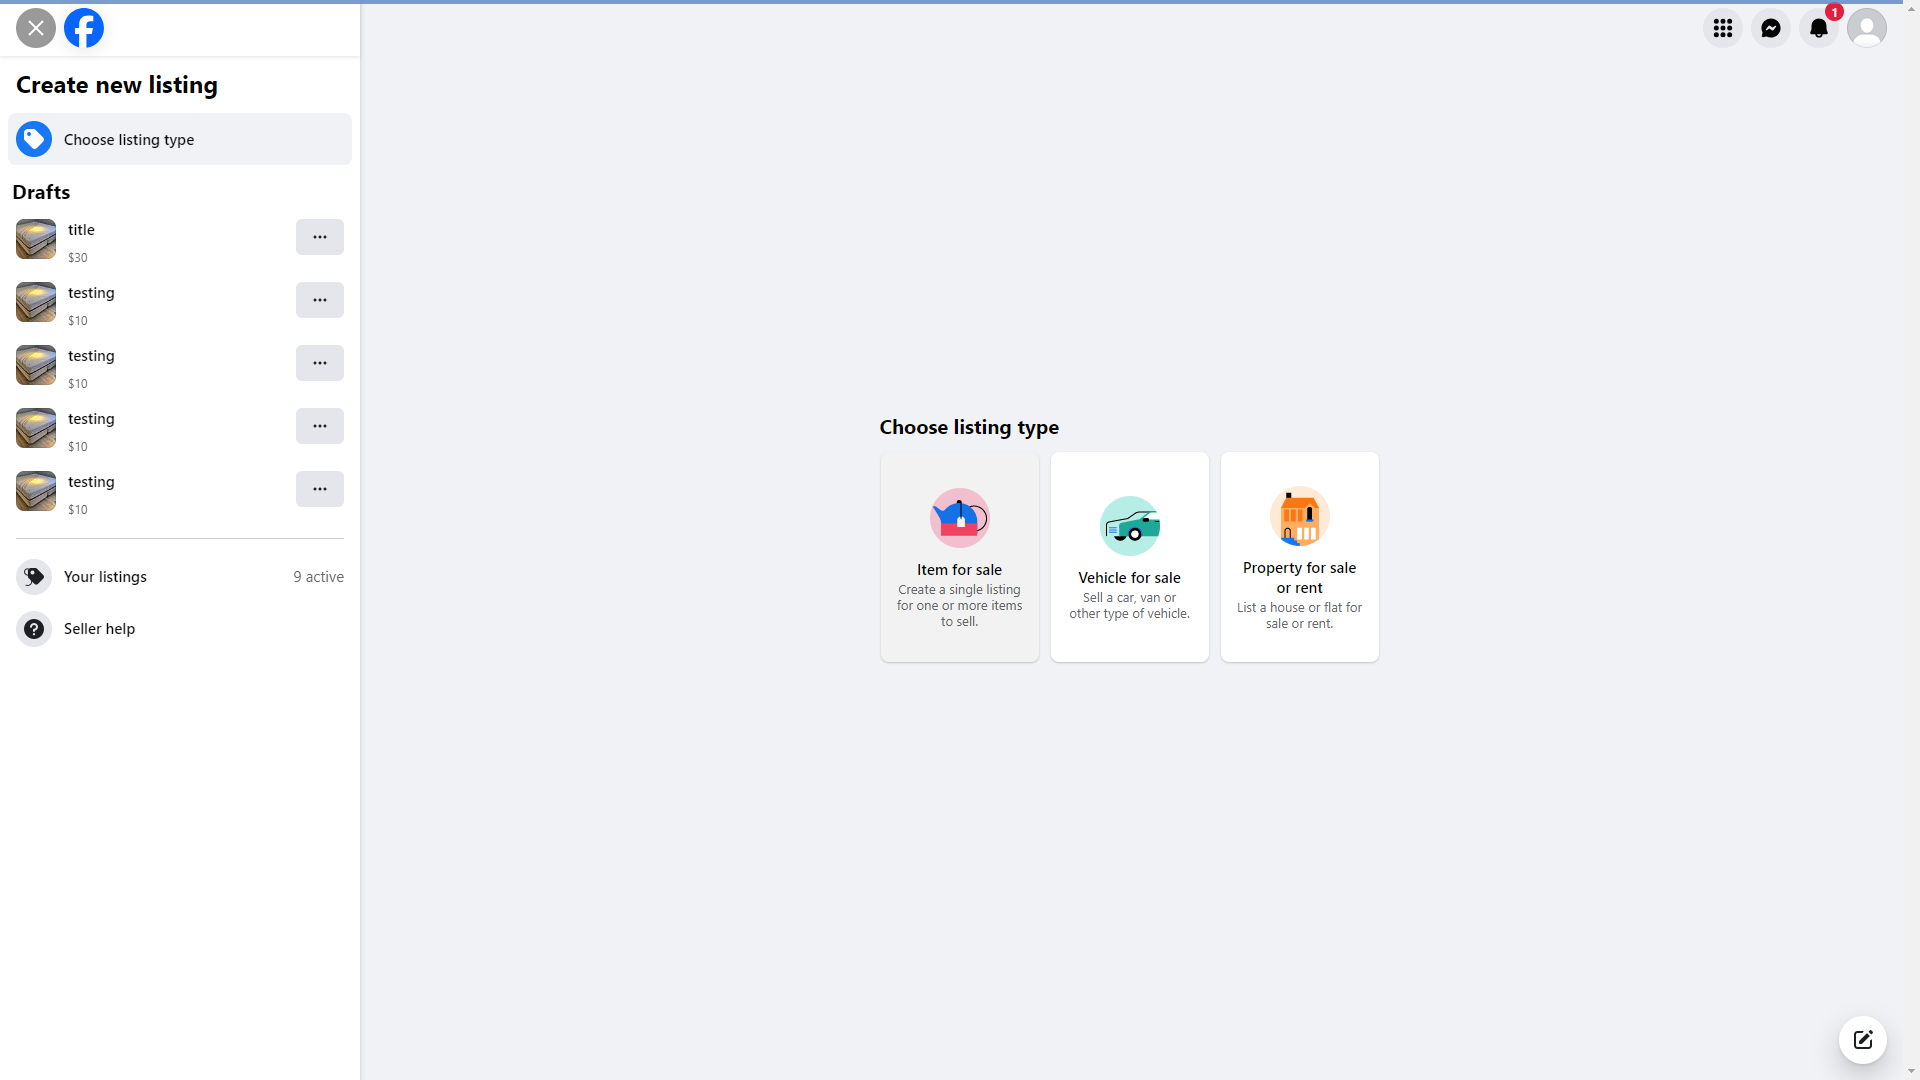 1
Create new listing
Choose listing type
Drafts
title
$30
testing
$10
testing
$10
testing
$10
testing
$10
Your listings
9 active
Seller help
Choose listing type
Item for sale
Create a single listing
for one or more items
to sell.
Vehicle for sale
Sell a car, van or
other type of vehicle.
Property for sale
or rent
List a house or flat for
sale or rent.